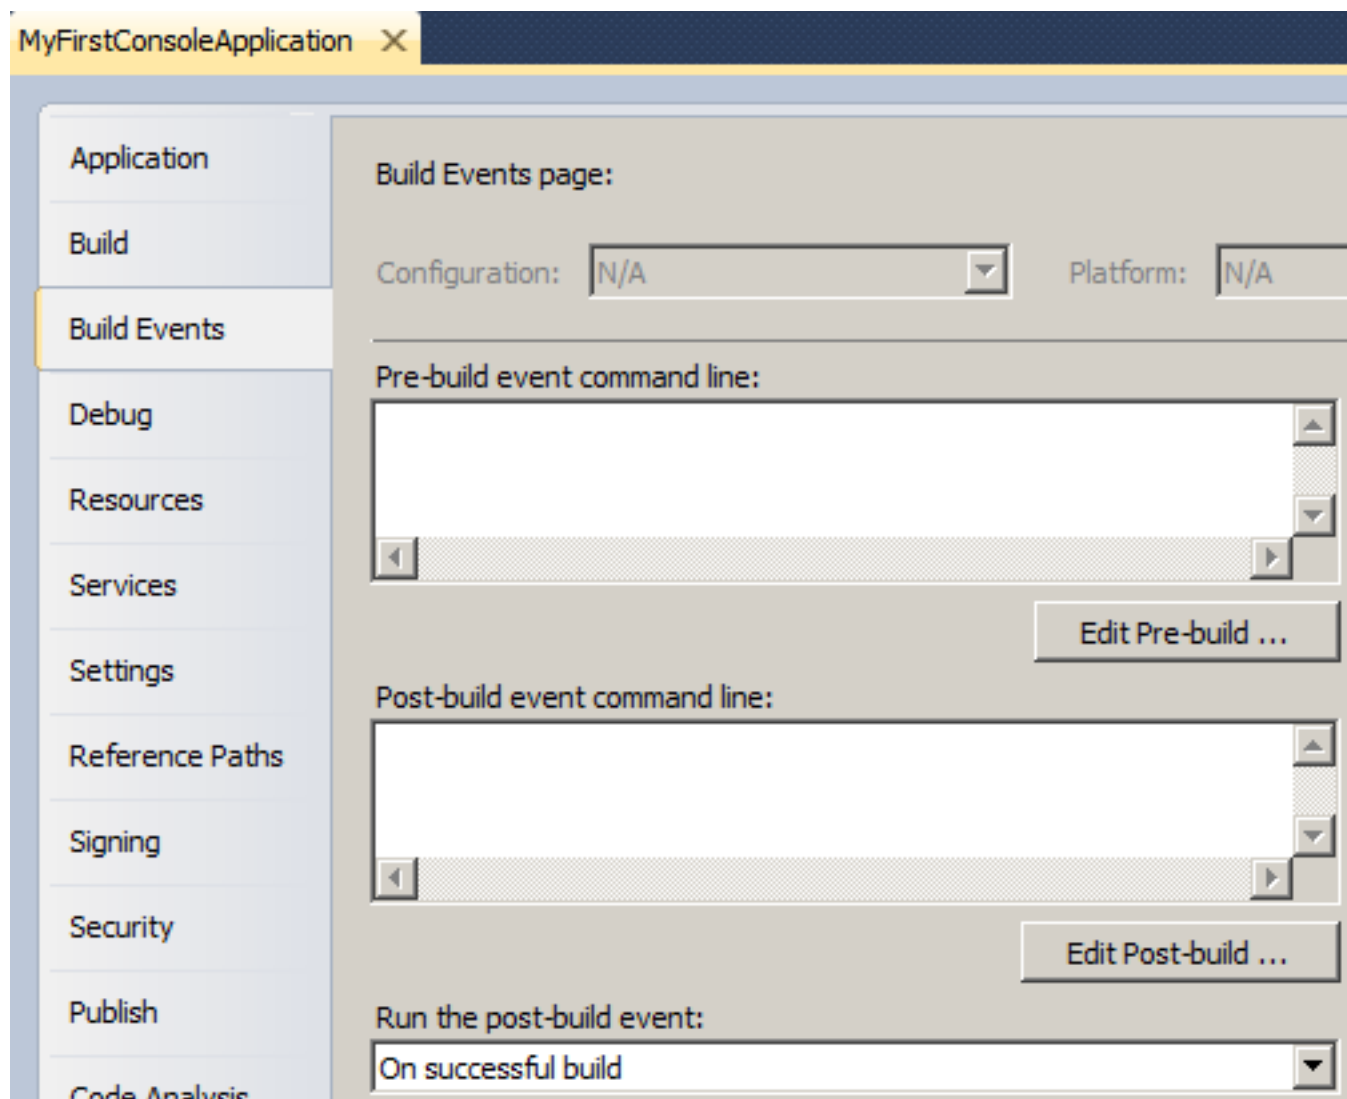 MyFirstConsoleApplication
Application
Build
Build Events
Debug
Resources
Services
Settings
Reference Paths
Signing
Security
Publish
Code Analysis
Build Events page:
Configuration: N/A Platform: N/A
Pre-build event command line:
Edit Pre-build ...
Post-build event command line:
Edit Post-build ...
Run the post-build event:
On successful build